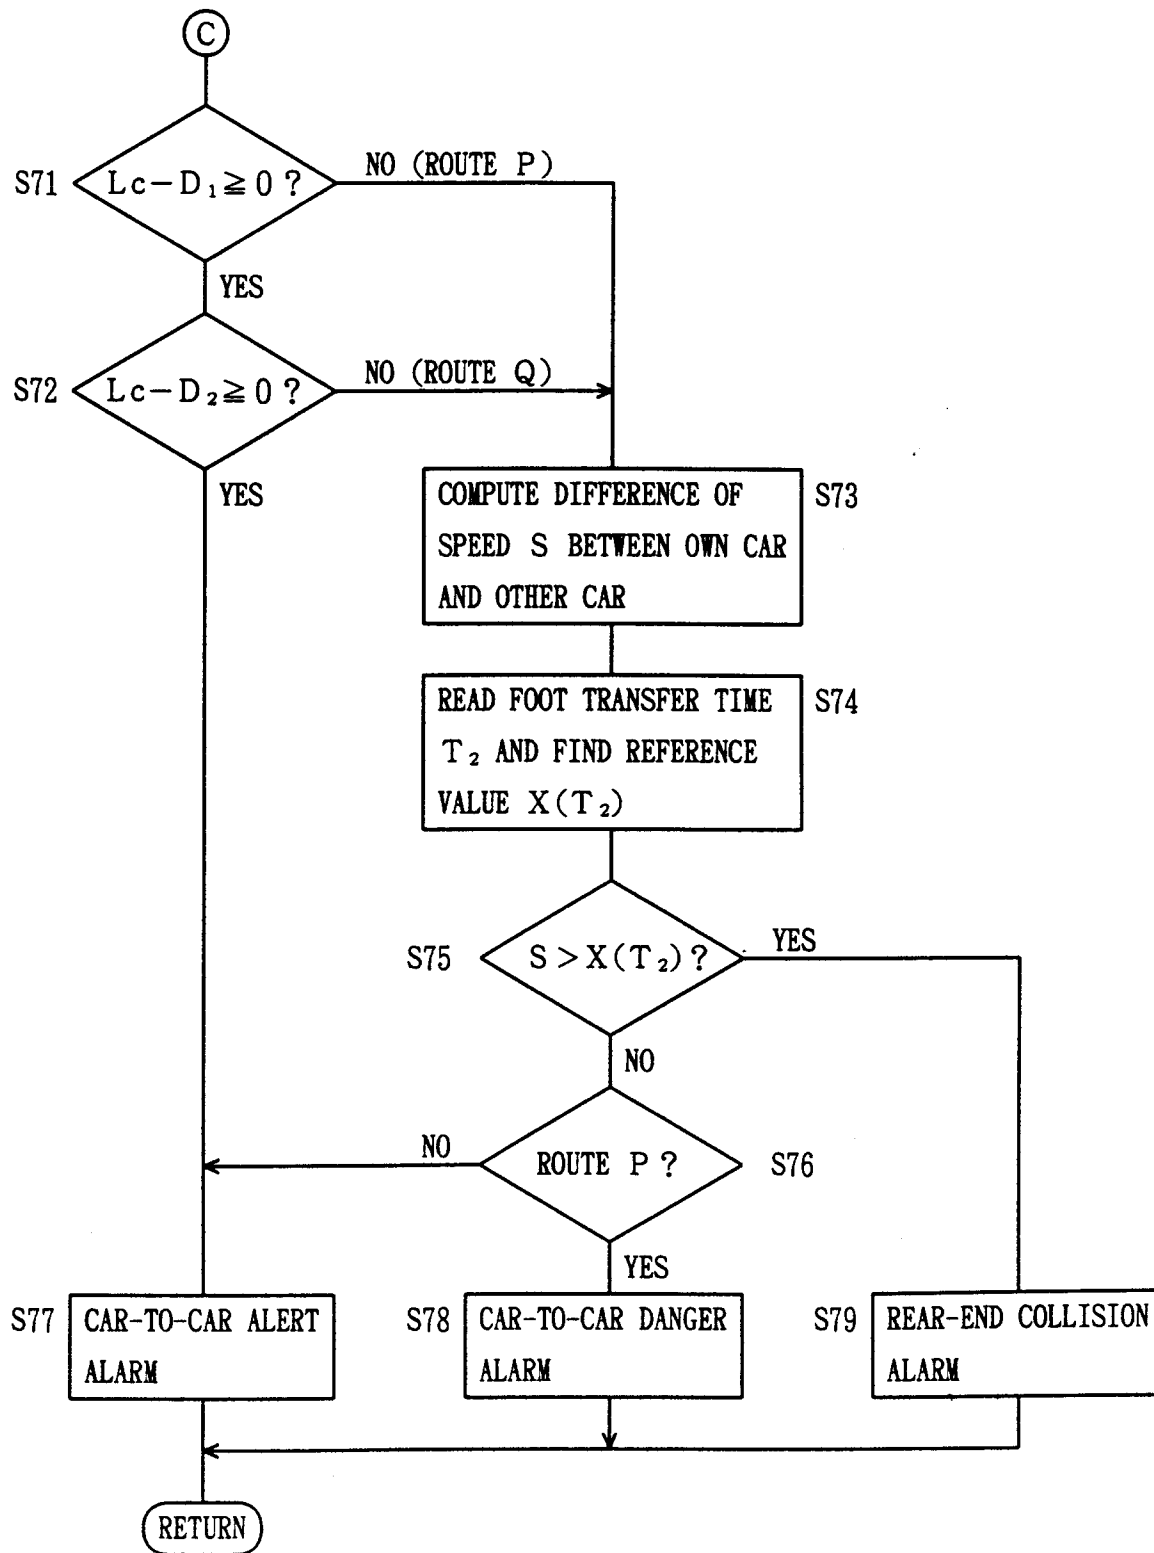 C
S71
Lc−D₁≧0?
NO (ROUTE P)
YES
S72
Lc−D₂≧0?
NO (ROUTE Q)
YES
COMPUTE DIFFERENCE OF
SPEED S BETWEEN OWN CAR
AND OTHER CAR
S73
READ FOOT TRANSFER TIME
T₂ AND FIND REFERENCE
VALUE X(T₂)
S74
S75
S>X(T₂)?
YES
NO
NO
ROUTE P?
S76
YES
S77
CAR-TO-CAR ALERT
ALARM
S78
CAR-TO-CAR DANGER
ALARM
S79
REAR-END COLLISION
ALARM
RETURN